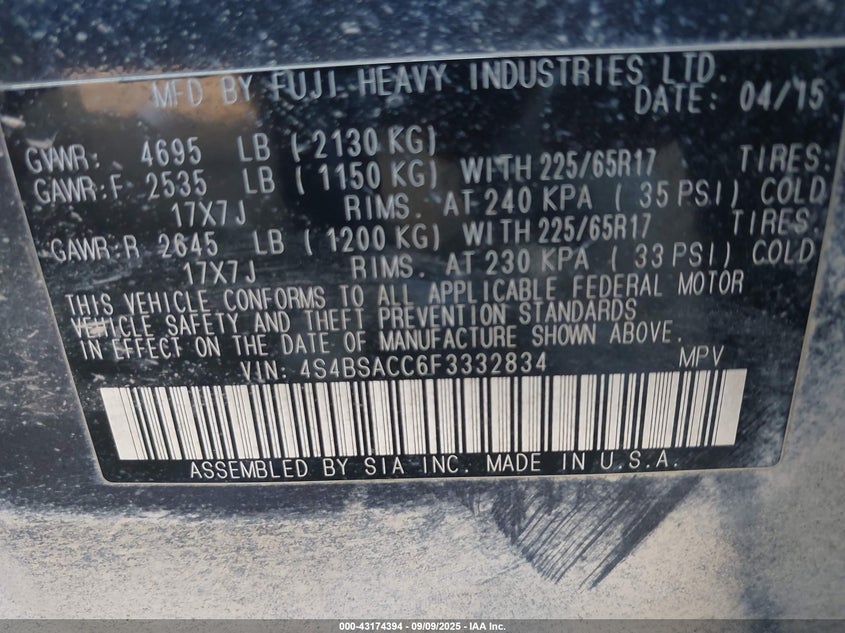 MFD BY FUJI HEAVY INDUSTRIES LTD.
DATE: 04/15
GVWR: 4695 LB ( 2130 KG)
GAWR:F 2535 LB ( 1150 KG) WITH 225/65R17 TIRES
17X7J RIMS. AT 240 KPA ( 35 PSI) COLD
GAWR:R 2645 LB ( 1200 KG) WITH 225/65R17 TIRES.
17X7J RIMS. AT 230 KPA ( 33 PSI) COLD
THIS VEHICLE CONFORMS TO ALL APPLICABLE FEDERAL MOTOR
VEHICLE SAFETY AND THEFT PREVENTION STANDARDS
IN EFFECT ON THE DATE OF MANUFACTURE SHOWN ABOVE.
VIN: 4S4BSACC6F3332834 MPV
ASSEMBLED BY SIA INC. MADE IN U.S.A.
000-43174394 - 09/09/2025 - IAA Inc.